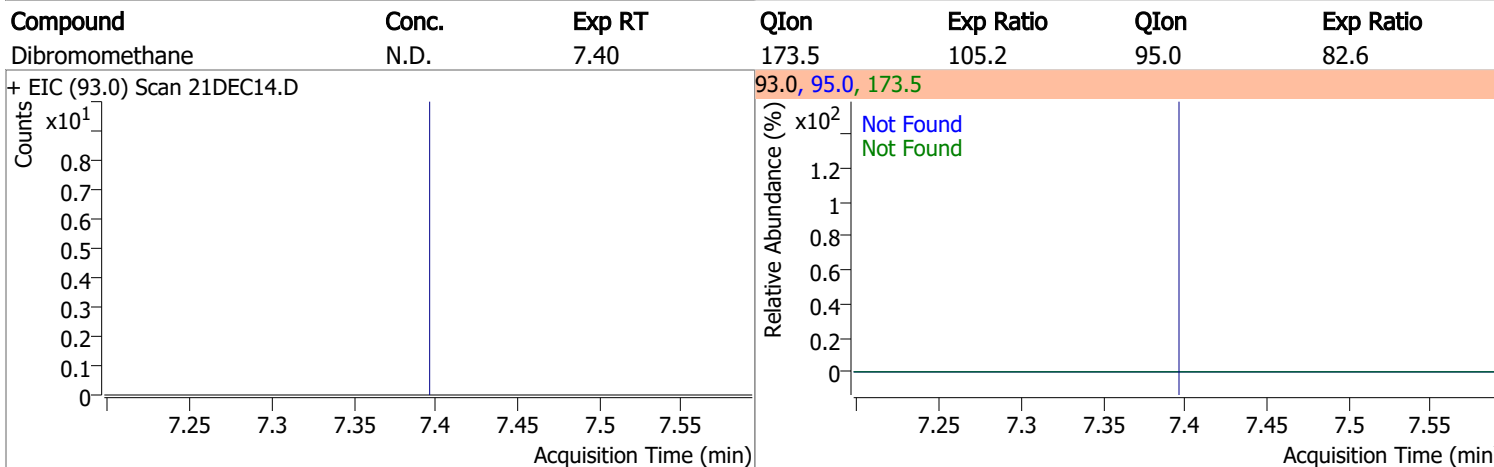 Compound Conc. Exp RT QIon Exp Ratio QIon Exp Ratio
Dibromomethane N.D. 7.40 173.5 105.2 95.0 82.6
+ EIC (93.0) Scan 21DEC14.D
Counts
x10¹
0.8
0.7
0.6
0.5
0.4
0.3
0.2
0.1
0
7.25 7.3 7.35 7.4 7.45 7.5 7.55
Acquisition Time (min)
93.0, 95.0, 173.5
Relative Abundance (%)
x10²
Not Found
Not Found
1.2
1
0.8
0.6
0.4
0.2
0
7.25 7.3 7.35 7.4 7.45 7.5 7.55
Acquisition Time (min